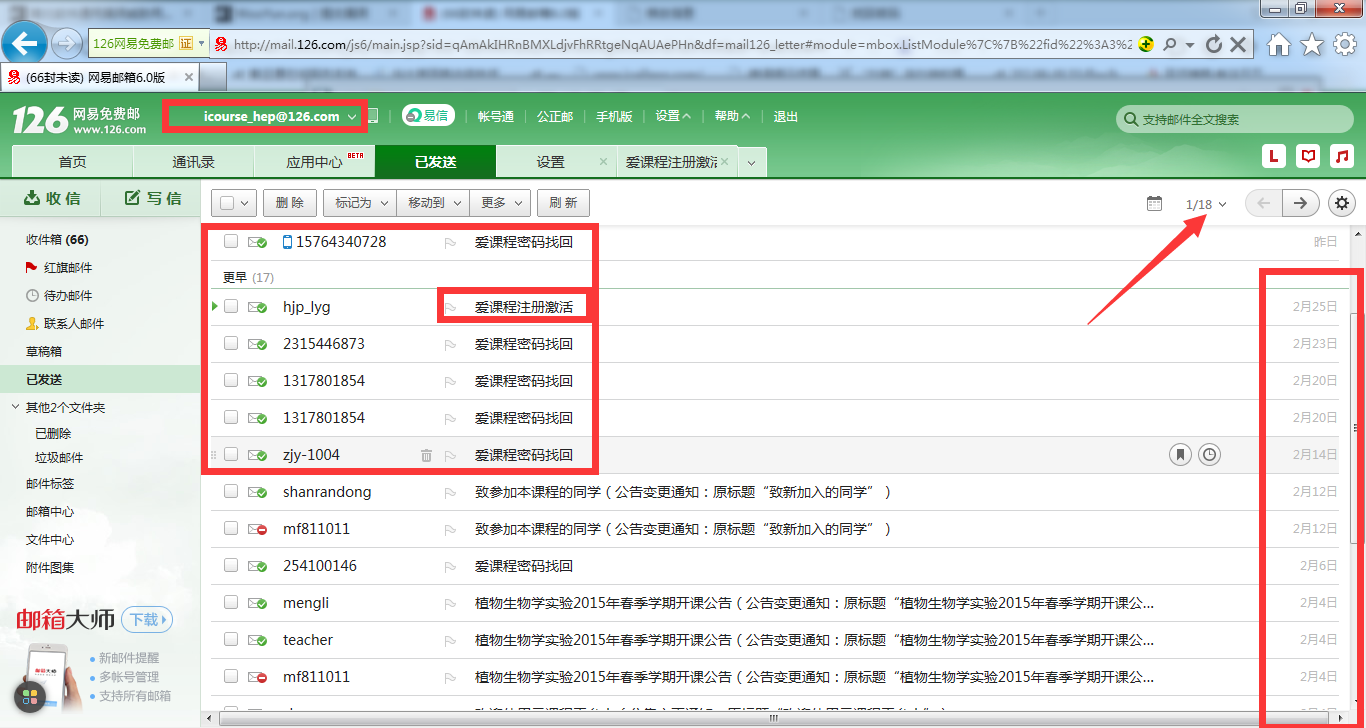 126网易免费邮 证
http://mail.126.com/js6/main.jsp?sid=qAmAkIHRnBMXLdjvFhRRtgeNqAUAePHn&df=mail126_letter#module=mbox.ListModule%7C%7B%22fid%22%3A3%2
(66封未读) 网易邮箱6.0版
126 网易免费邮
www.126.com
icourse_hep@126.com
易信
帐号通
公正邮
手机版
设置
帮助
退出
支持邮件全文搜索
首页
通讯录
应用中心 BETA
已发送
设置
爱课程注册激
L
收 信
写 信
删 除
标记为
移动到
更多
刷 新
1/18
收件箱 (66)
红旗邮件
待办邮件
联系人邮件
草稿箱
已发送
其他2个文件夹
已删除
垃圾邮件
邮件标签
邮箱中心
文件中心
附件图集
邮箱大师 下载
新邮件提醒
多帐号管理
支持所有邮箱
15764340728 爱课程密码找回 昨日
更早 (17)
hjp_lyg 爱课程注册激活 2月25日
2315446873 爱课程密码找回 2月23日
1317801854 爱课程密码找回 2月20日
1317801854 爱课程密码找回 2月20日
zjy-1004 爱课程密码找回 2月14日
shanrandong 致参加本课程的同学（公告变更通知：原标题“致新加入的同学”） 2月12日
mf811011 致参加本课程的同学（公告变更通知：原标题“致新加入的同学”） 2月12日
254100146 爱课程密码找回 2月6日
mengli 植物生物学实验2015年春季学期开课公告（公告变更通知：原标题“植物生物学实验2015年春季学期开课公... 2月4日
teacher 植物生物学实验2015年春季学期开课公告（公告变更通知：原标题“植物生物学实验2015年春季学期开课公... 2月4日
mf811011 植物生物学实验2015年春季学期开课公告（公告变更通知：原标题“植物生物学实验2015年春季学期开课公... 2月4日